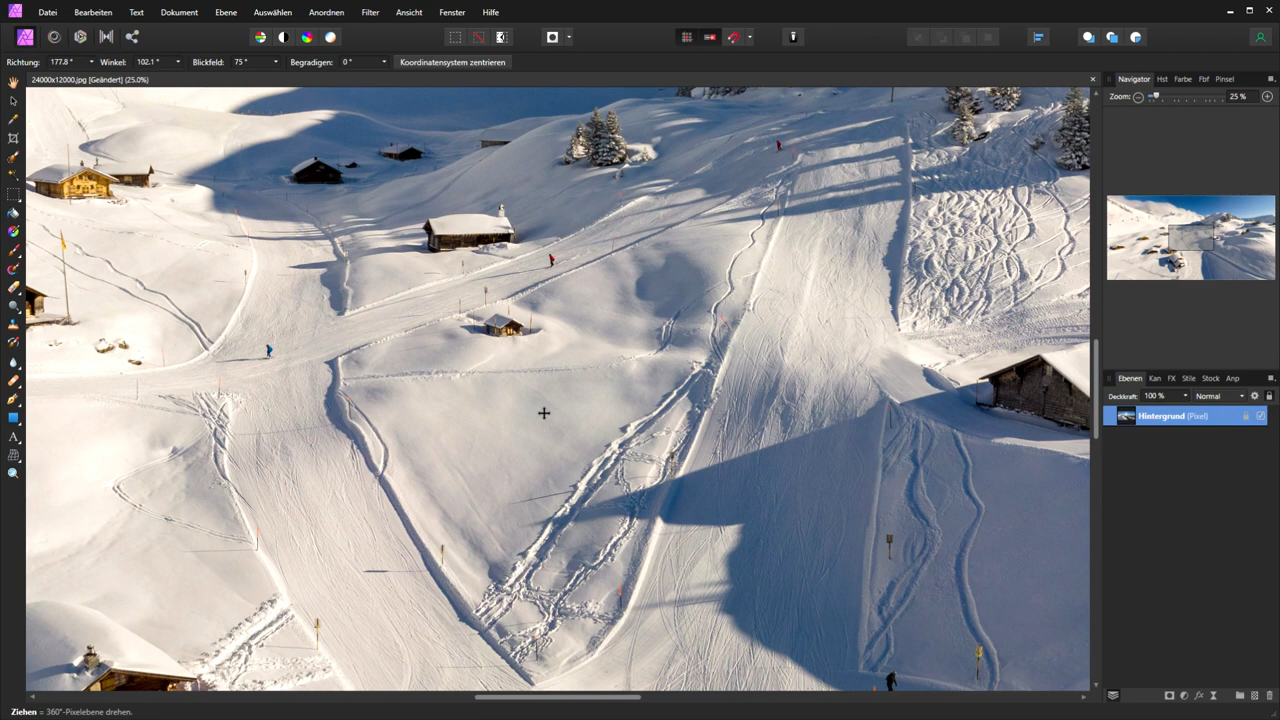 Datei Bearbeiten Text Dokument Ebene Auswählen Anordnen Filter Ansicht Fenster Hilfe
Richtung: 177.8 ° Winkel: 102.1 ° Blickfeld: 75 ° Begradigen: 0 ° Koordinatensystem zentrieren
24000x12000.jpg [Geändert] (25.0%)
Navigator Hst Farbe Fbf Pinsel
Zoom: 25 %
Ebenen Kan FX Stile Stock Anp
Deckkraft: 100 % Normal
Hintergrund (Pixel)
Ziehen = 360°-Pixelebene drehen.